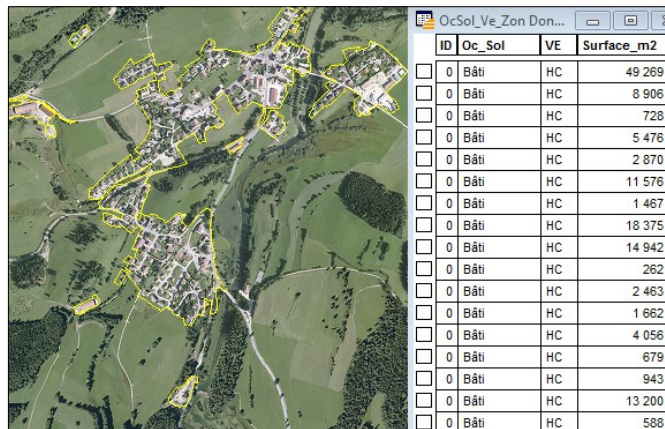 OcSol_Ve_Zon Don...
ID Oc_Sol VE Surface_m2
0 Bâti HC 49 269
0 Bâti HC 8 906
0 Bâti HC 728
0 Bâti HC 5 476
0 Bâti HC 2 870
0 Bâti HC 11 576
0 Bâti HC 1 467
0 Bâti HC 18 375
0 Bâti HC 14 942
0 Bâti HC 262
0 Bâti HC 2 463
0 Bâti HC 1 662
0 Bâti HC 4 056
0 Bâti HC 679
0 Bâti HC 943
0 Bâti HC 13 200
0 Bâti HC 588